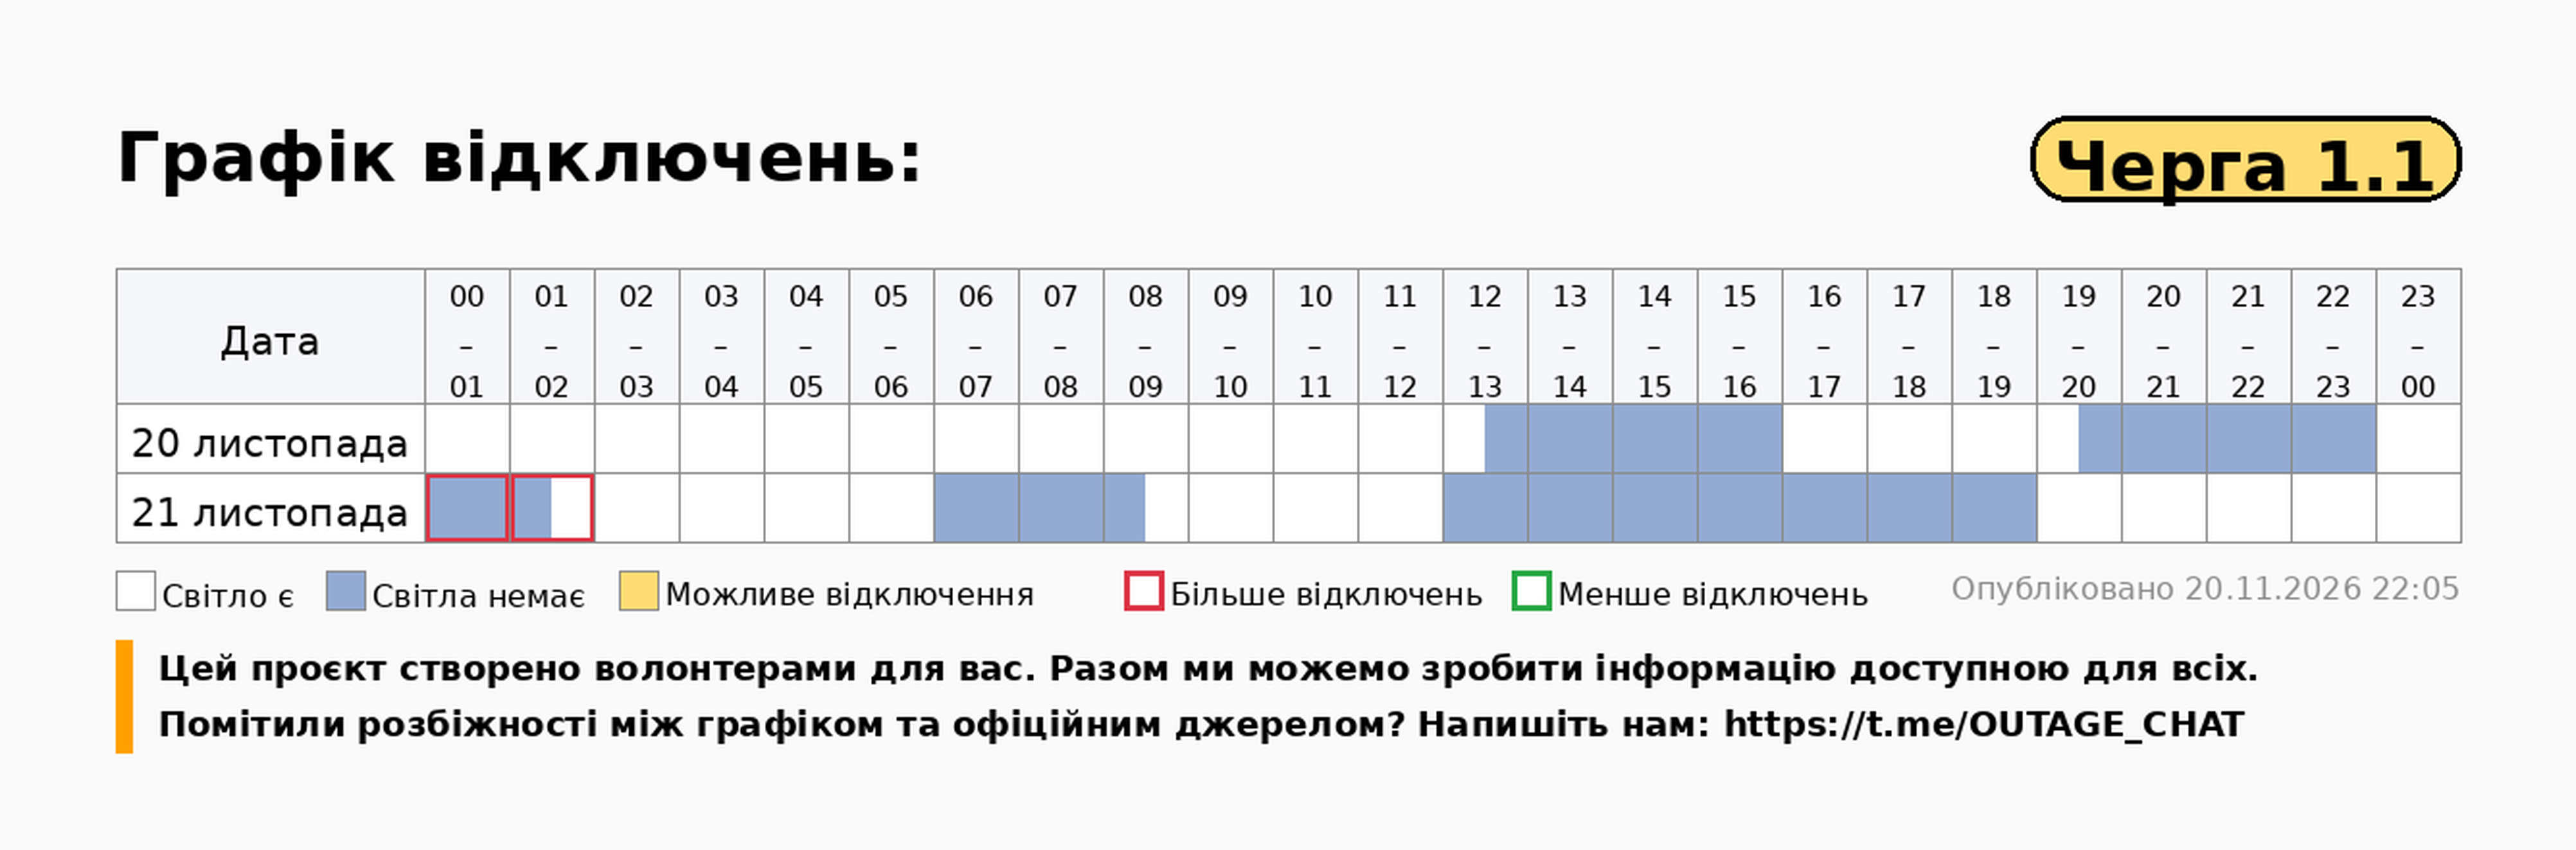 Графік відключень:
Черга 1.1
Дата 00 – 01 01 – 02 02 – 03 03 – 04 04 – 05 05 – 06 06 – 07 07 – 08 08 – 09 09 – 10 10 – 11 11 – 12 12 – 13 13 – 14 14 – 15 15 – 16 16 – 17 17 – 18 18 – 19 19 – 20 20 – 21 21 – 22 22 – 23 23 – 00
20 листопада
21 листопада
Світло є Світла немає Можливе відключення Більше відключень Менше відключень Опубліковано 20.11.2026 22:05
Цей проєкт створено волонтерами для вас. Разом ми можемо зробити інформацію доступною для всіх.
Помітили розбіжності між графіком та офіційним джерелом? Напишіть нам: https://t.me/OUTAGE_CHAT